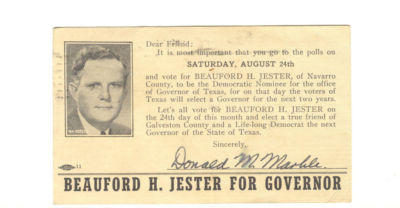 Dear Friend:
It is most important that you go to the polls on
SATURDAY, AUGUST 24th
and vote for BEAUFORD H. JESTER, of Navarro
County, to be the Democratic Nominee for the office
of Governor of Texas, for on that day the voters of
Texas will select a Governor for the next two years.
Let's all vote for BEAUFORD H. JESTER on
the 24th day of this month and elect a true friend of
Galveston County and a Life-long Democrat the next
Governor of the State of Texas.
Donald M. Markle.
11
BEAUFORD H. JESTER FOR GOVERNOR